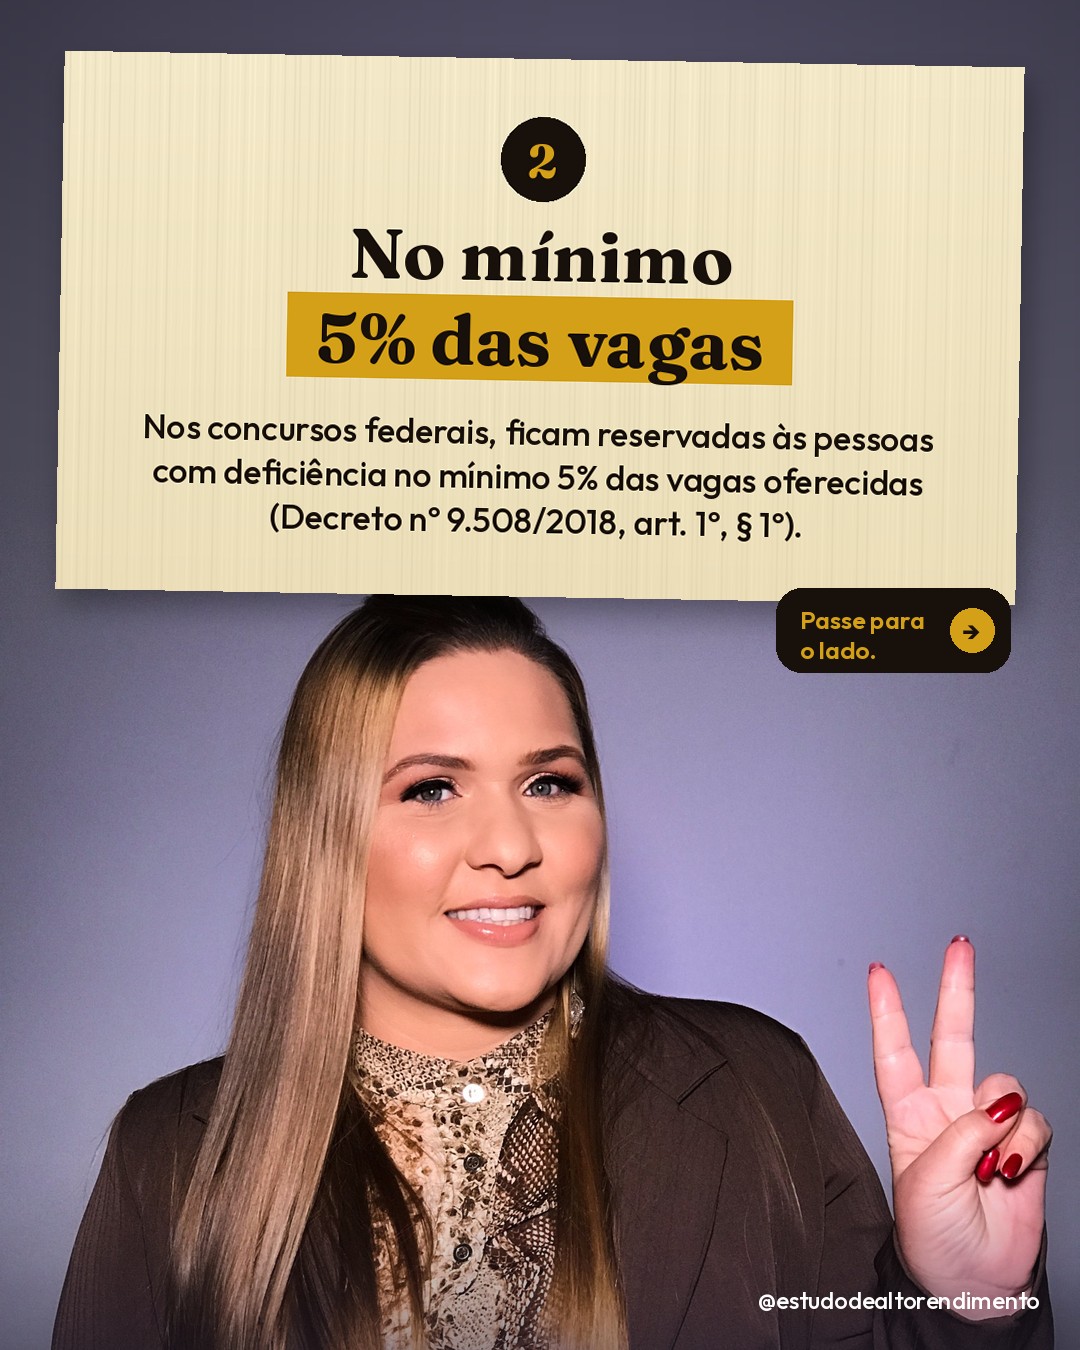 2
No mínimo
5% das vagas
Nos concursos federais, ficam reservadas às pessoas
com deficiência no mínimo 5% das vagas oferecidas
(Decreto nº 9.508/2018, art. 1º, § 1º).
Passe para
o lado.
@estudodealtorendimento